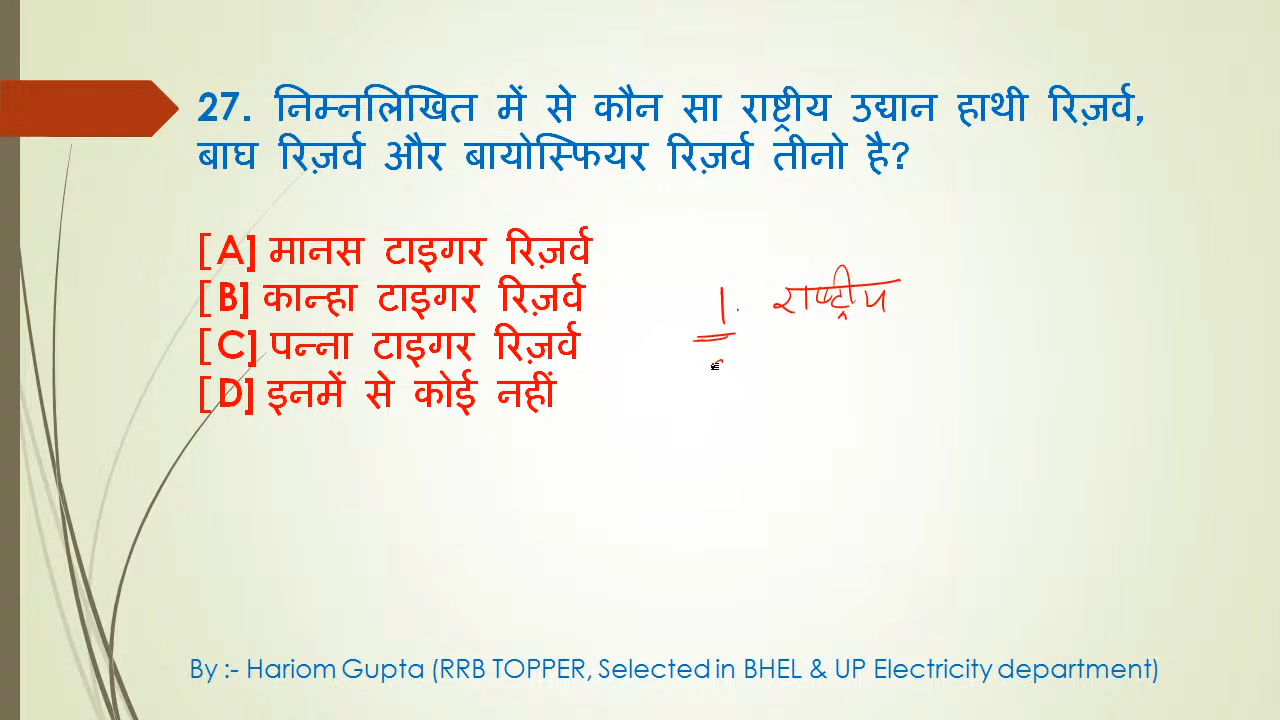 27. निम्नलिखित में से कौन सा राष्ट्रीय उद्यान हाथी रिज़र्व,
बाघ रिज़र्व और बायोस्फियर रिज़र्व तीनो है?
[A] मानस टाइगर रिज़र्व
[B] कान्हा टाइगर रिज़र्व
1. राष्ट्रीय
[C] पन्ना टाइगर रिज़र्व
[D] इनमें से कोई नहीं
By :- Hariom Gupta (RRB TOPPER, Selected in BHEL & UP Electricity department)